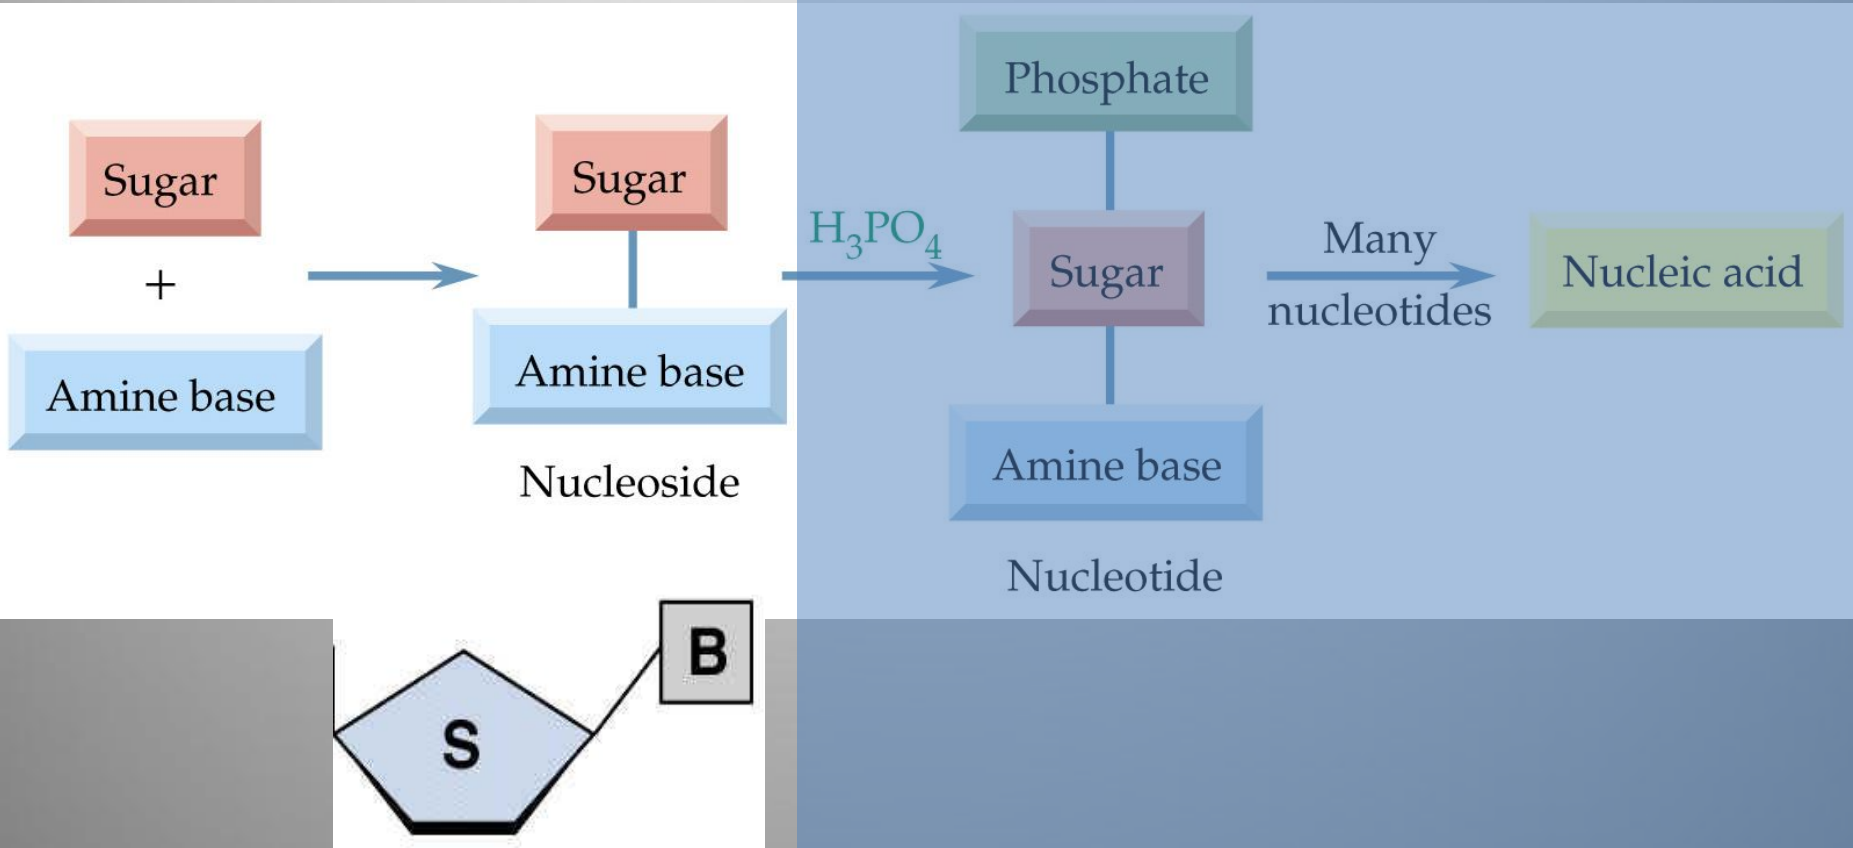 Sugar
+
Amine base
Sugar
Amine base
Nucleoside
H₃PO₄
Phosphate
Sugar
Amine base
Nucleotide
Many
nucleotides
Nucleic acid
S
B